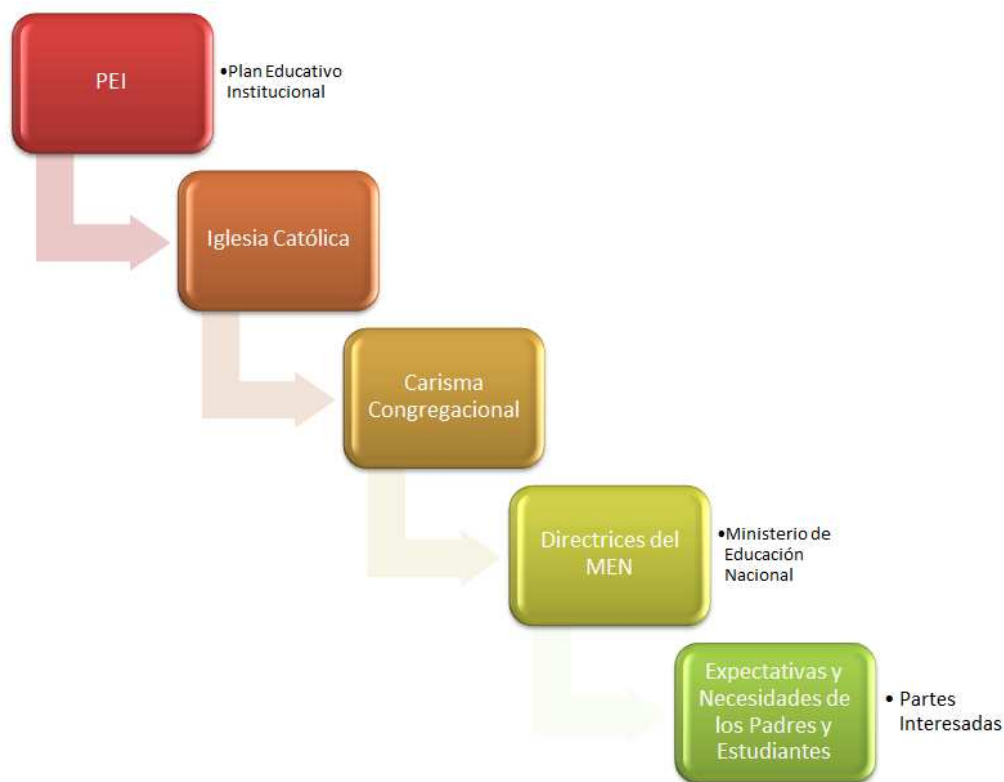 PEI
•Plan Educativo
Institucional
Iglesia Católica
Carisma
Congregacional
Directrices del
MEN
•Ministerio de
Educación
Nacional
Expectativas y
Necesidades de
los Padres y
Estudiantes
• Partes
Interesadas